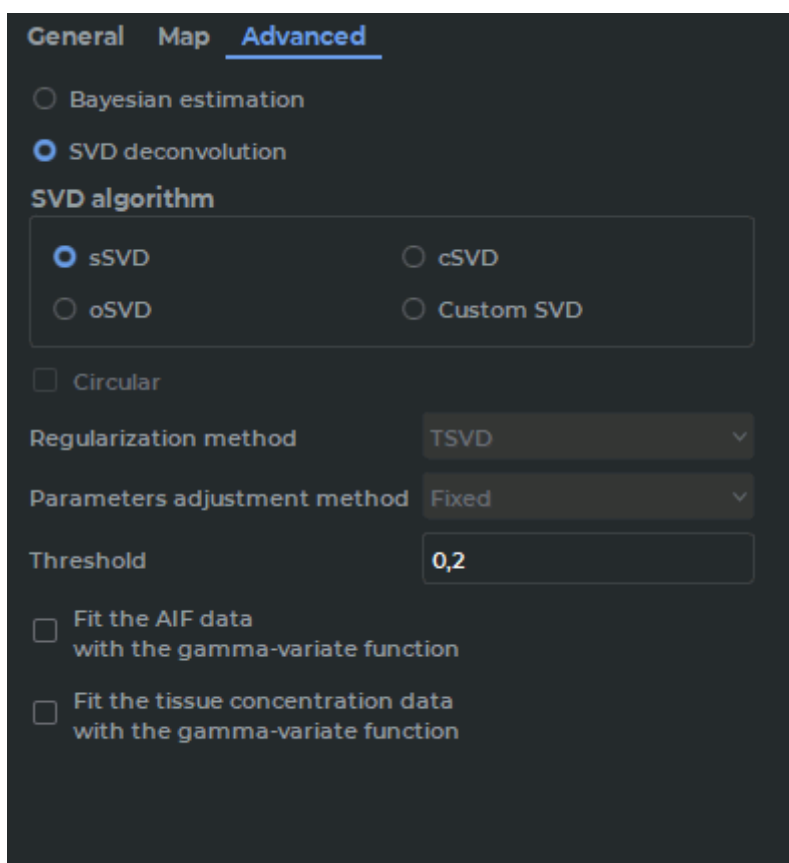 General Map Advanced
Bayesian estimation
SVD deconvolution
SVD algorithm
sSVD cSVD
oSVD Custom SVD
Circular
Regularization method TSVD
Parameters adjustment method Fixed
Threshold 0,2
Fit the AIF data
with the gamma-variate function
Fit the tissue concentration data
with the gamma-variate function